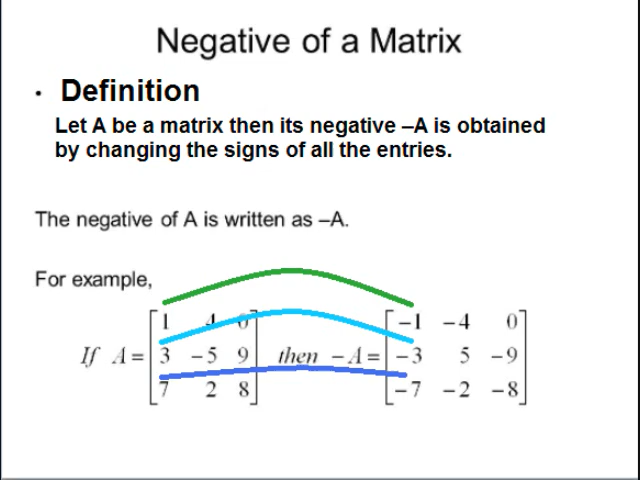 Negative of a Matrix
• Definition
Let A be a matrix then its negative –A is obtained
by changing the signs of all the entries.
The negative of A is written as –A.
For example,
1 4 0 −1 −4 0
If A = 3 −5 9 then −A = −3 5 −9
7 2 8 −7 −2 −8